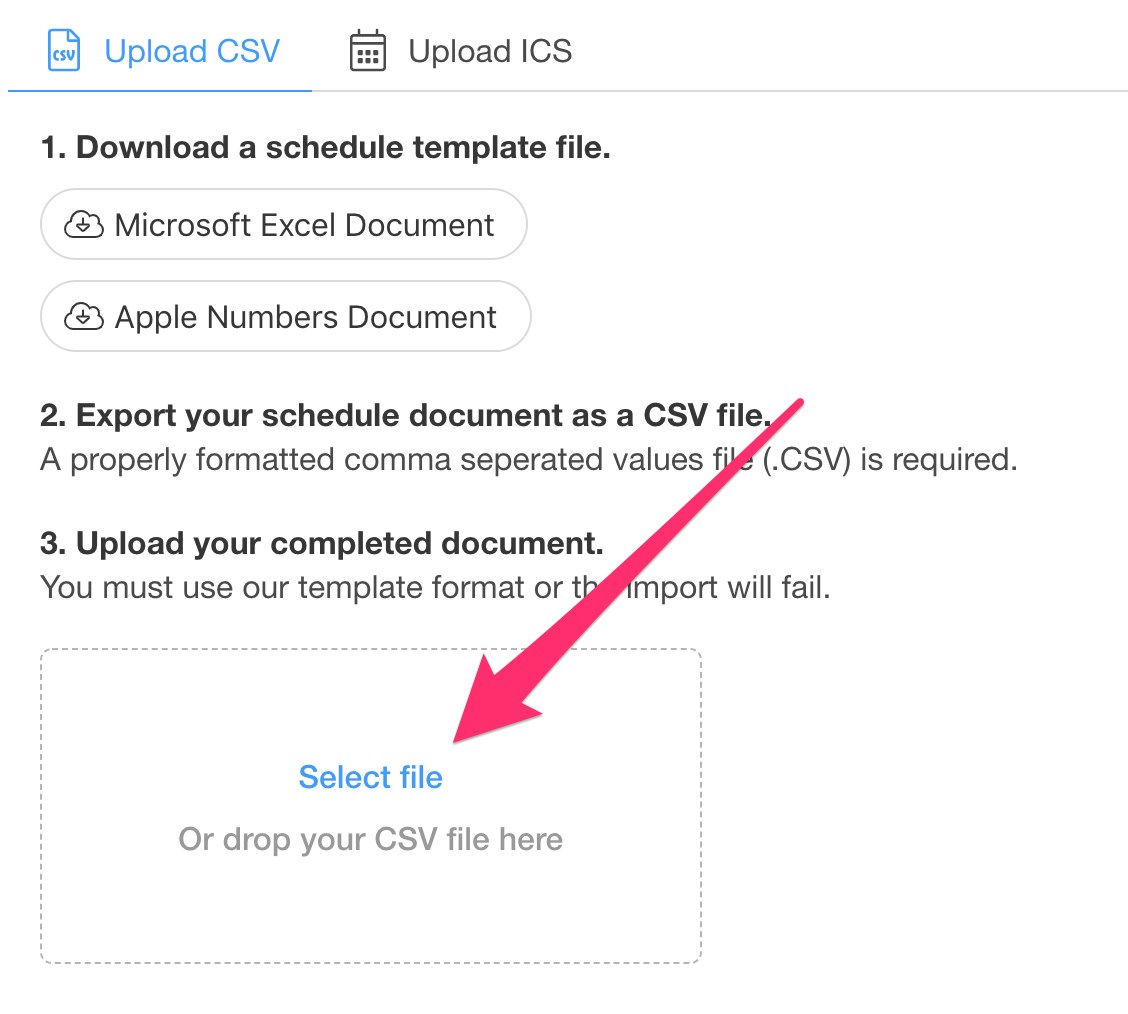 CSV
Upload CSV
Upload ICS
1. Download a schedule template file.
Microsoft Excel Document
Apple Numbers Document
2. Export your schedule document as a CSV file.
A properly formatted comma seperated values file (.CSV) is required.
3. Upload your completed document.
You must use our template format or the import will fail.
Select file
Or drop your CSV file here